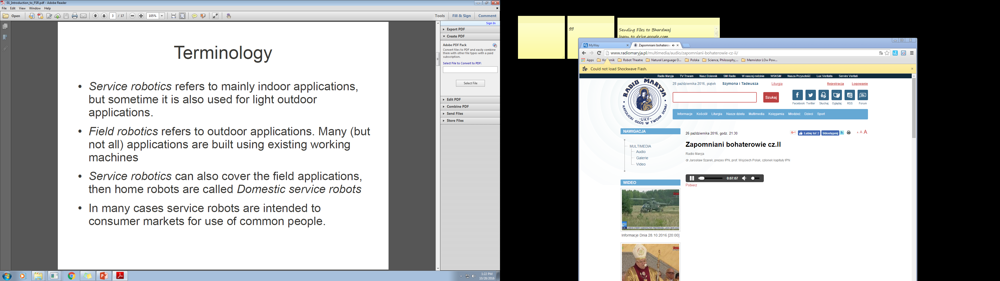 01_Introduction_to_FSR.pdf - Adobe Reader
File Edit View Window Help
Open 3 / 17 105% Tools Fill & Sign Comment
Sign In
Export PDF
Create PDF
Adobe PDF Pack
Convert files to PDF and easily combine
them with other file types with a paid
subscription.
Select File to Convert to PDF:
Select File
Edit PDF
Combine PDF
Send Files
Store Files
Terminology
• Service robotics refers to mainly indoor applications,
but sometime it is also used for light outdoor
applications.
• Field robotics refers to outdoor applications. Many (but
not all) applications are built using existing working
machines
• Service robotics can also cover the field applications,
then home robots are called Domestic service robots
• In many cases service robots are intended to
consumer markets for use of common people.
1:22 PM
10/28/2016
gg
Sending Files to Bhardwaj
logon to drive.google.com
MyWay Zapomniani bohaterov
www.radiomaryja.pl/multimedia/audio/zapomniani-bohaterowie-cz-ii/
Apps Robot Theatre Natural Language O... Polska Science, Philosophy,... Memristor LOw Pow...
Could not load Shockwave Flash.
Radio Maryja TV Trwam Nasz Dziennik SIM Radio W naszej rodzinie WSKSiM Nasza Przyszłość Lux Veritatis Servire Veritati
RADIO MARYJA
KATOLICKI GŁOS W TWOIM DOMU
UKF
28 października 2016, piątek Szymona i Tadeusza Liturgia Rejestracja Logowanie
Szukaj
Facebook Twitter Słuchaj Oglądaj RSS Forum
Informacje Kościół Liturgia Nasze dzieła Multimedia Księgarnia Młodzież Dzieci Sport
NAWIGACJA
MULTIMEDIA
Audio
Galerie
Video
26 października 2016, godz. 21:30
G+1 Lubię to! 2 Udostępnij A A A
Zapomniani bohaterowie cz.II
Radio Maryja
dr Jarosław Szarek, prezes IPN, prof. Wojciech Polak, członek kapituły IPN
0:07:07
Pobierz
WIDEO
Informacje Dnia 28.10.2016 [20:00]